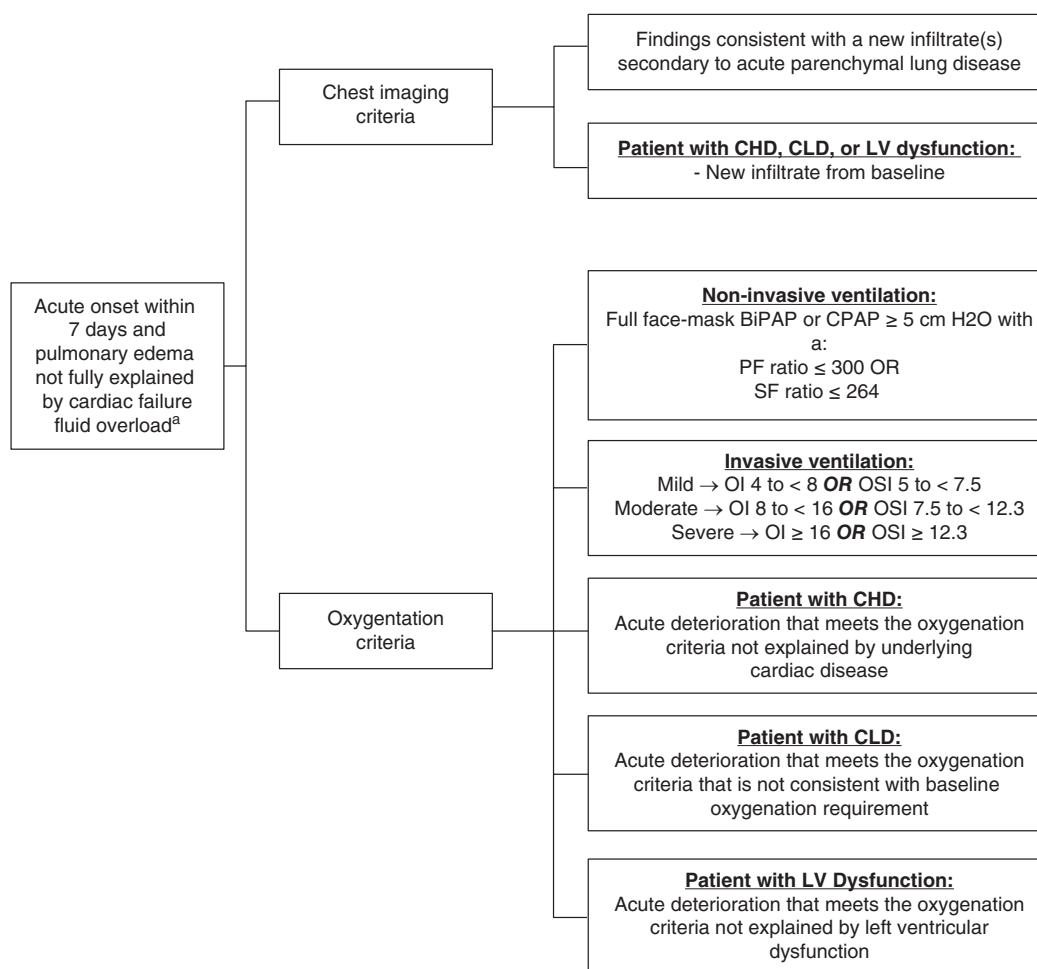 Acute onset within
7 days and
pulmonary edema
not fully explained
by cardiac failure
fluid overloadᵃ
Chest imaging
criteria
Findings consistent with a new infiltrate(s)
secondary to acute parenchymal lung disease
Patient with CHD, CLD, or LV dysfunction:
- New infiltrate from baseline
Oxygentation
criteria
Non-invasive ventilation:
Full face-mask BiPAP or CPAP ≥ 5 cm H2O with
a:
PF ratio ≤ 300 OR
SF ratio ≤ 264
Invasive ventilation:
Mild → OI 4 to < 8 OR OSI 5 to < 7.5
Moderate → OI 8 to < 16 OR OSI 7.5 to < 12.3
Severe → OI ≥ 16 OR OSI ≥ 12.3
Patient with CHD:
Acute deterioration that meets the oxygenation
criteria not explained by underlying
cardiac disease
Patient with CLD:
Acute deterioration that meets the oxygenation
criteria that is not consistent with baseline
oxygenation requirement
Patient with LV Dysfunction:
Acute deterioration that meets the oxygenation
criteria not explained by left ventricular
dysfunction